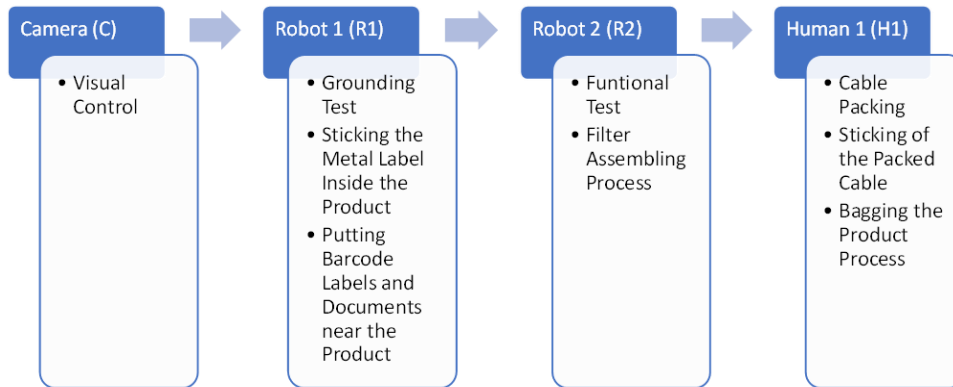 Camera (C)
• Visual
Control
Robot 1 (R1)
• Grounding
Test
• Sticking the
Metal Label
Inside the
Product
• Putting
Barcode
Labels and
Documents
near the
Product
Robot 2 (R2)
• Funtional
Test
• Filter
Assembling
Process
Human 1 (H1)
• Cable
Packing
• Sticking of
the Packed
Cable
• Bagging the
Product
Process